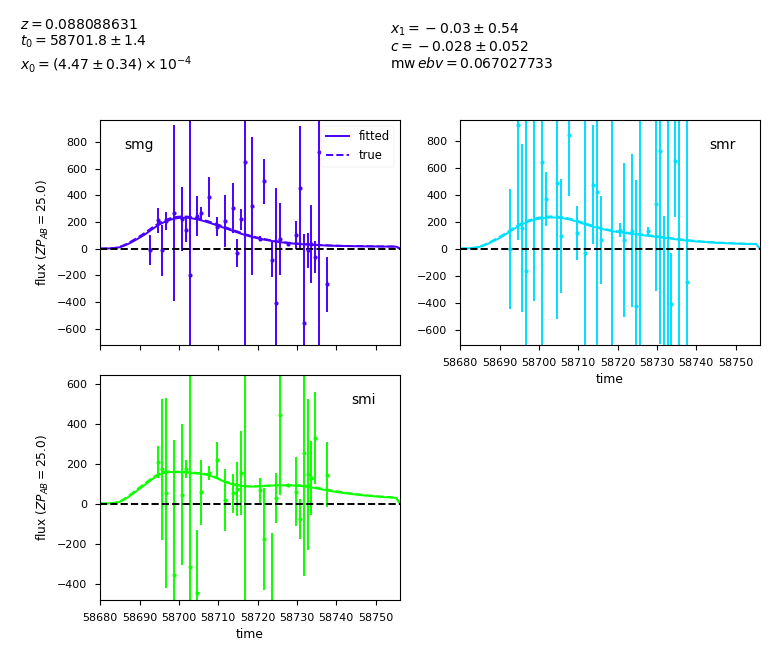 z = 0.088088631
t₀ = 58701.8 ± 1.4
x₀ = (4.47 ± 0.34) × 10⁻⁴
x₁ = −0.03 ± 0.54
c = −0.028 ± 0.052
mw ebv = 0.067027733
smg
fitted
true
800
600
400
200
0
−200
−400
−600
flux (ZP_AB = 25.0)
smr
800
600
400
200
0
−200
−400
−600
58680 58690 58700 58710 58720 58730 58740 58750
time
smi
600
400
200
0
−200
−400
flux (ZP_AB = 25.0)
58680 58690 58700 58710 58720 58730 58740 58750
time